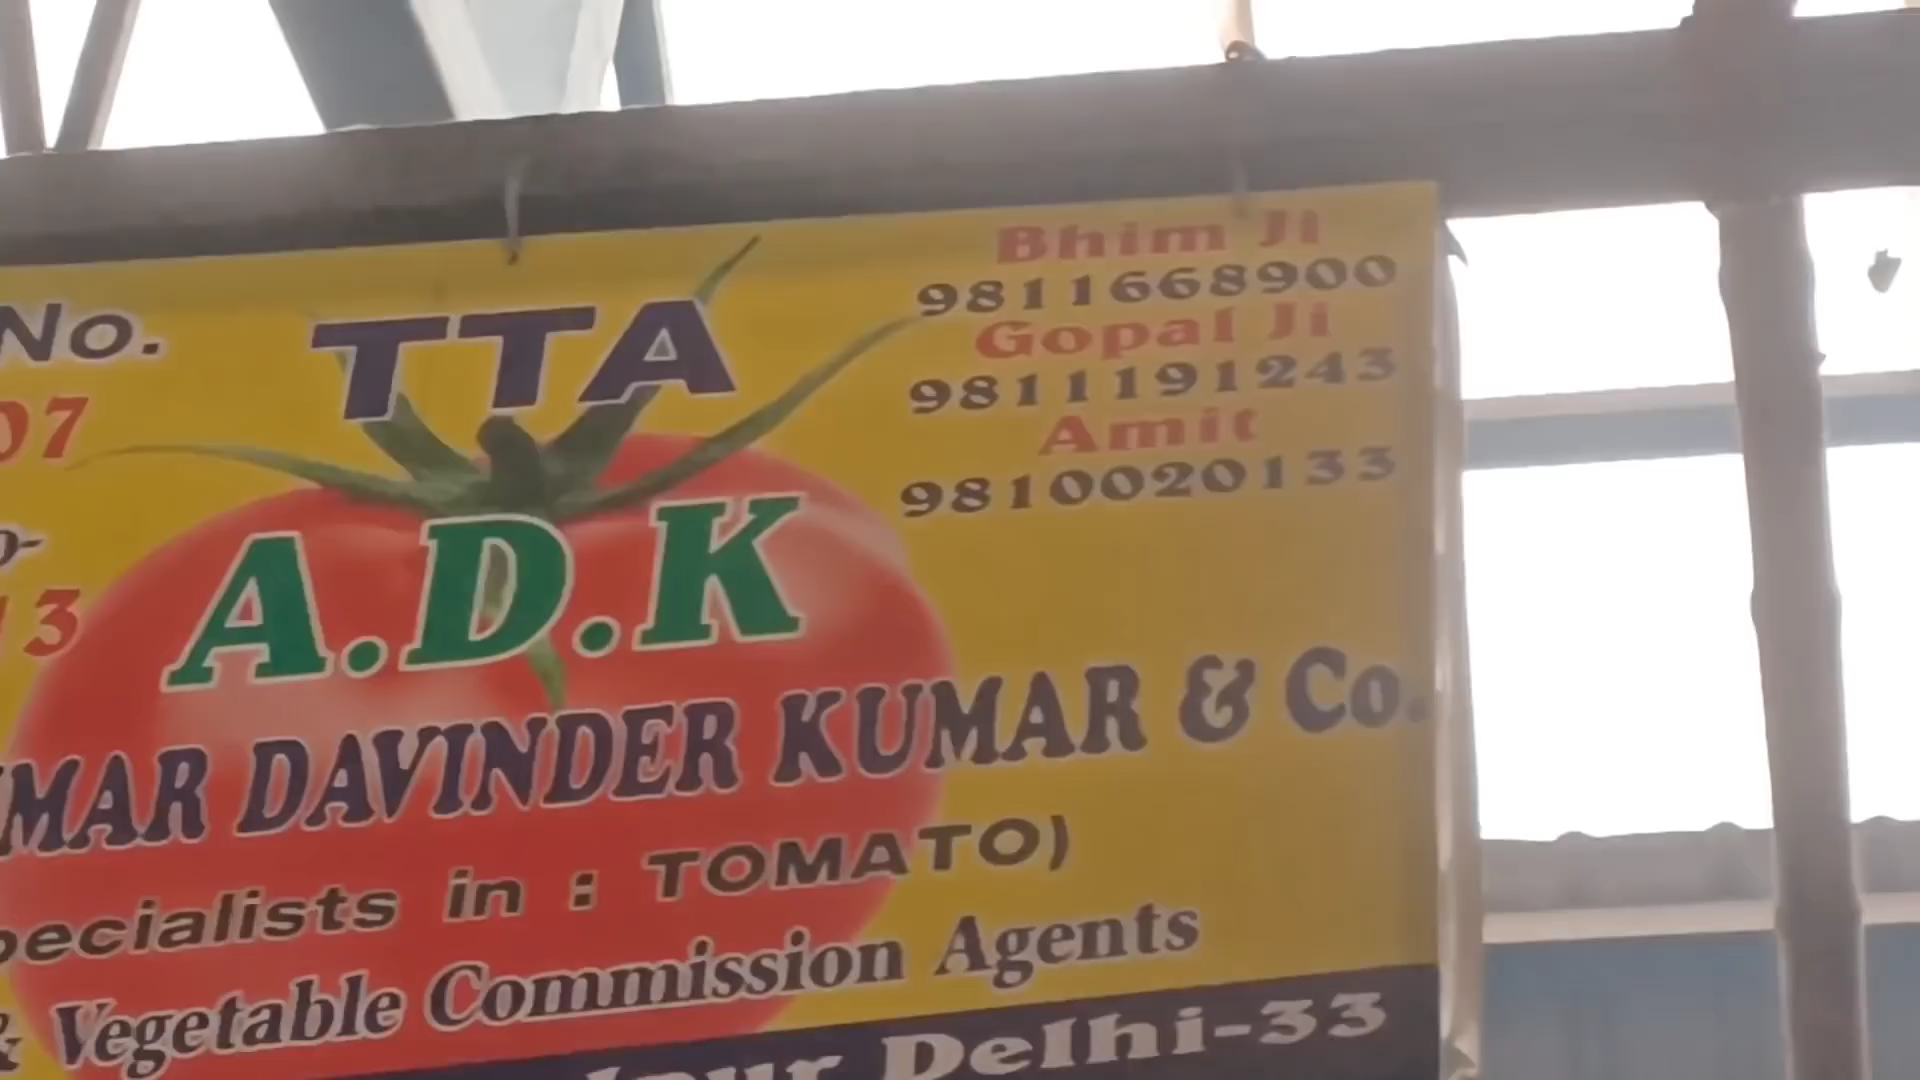 No.
07
TTA
Bhim Ji
9811668900
Gopal Ji
9811191243
Amit
9810020133
13
A.D.K
MAR DAVINDER KUMAR & Co.
pecialists in : TOMATO)
& Vegetable Commission Agents
Delhi-33